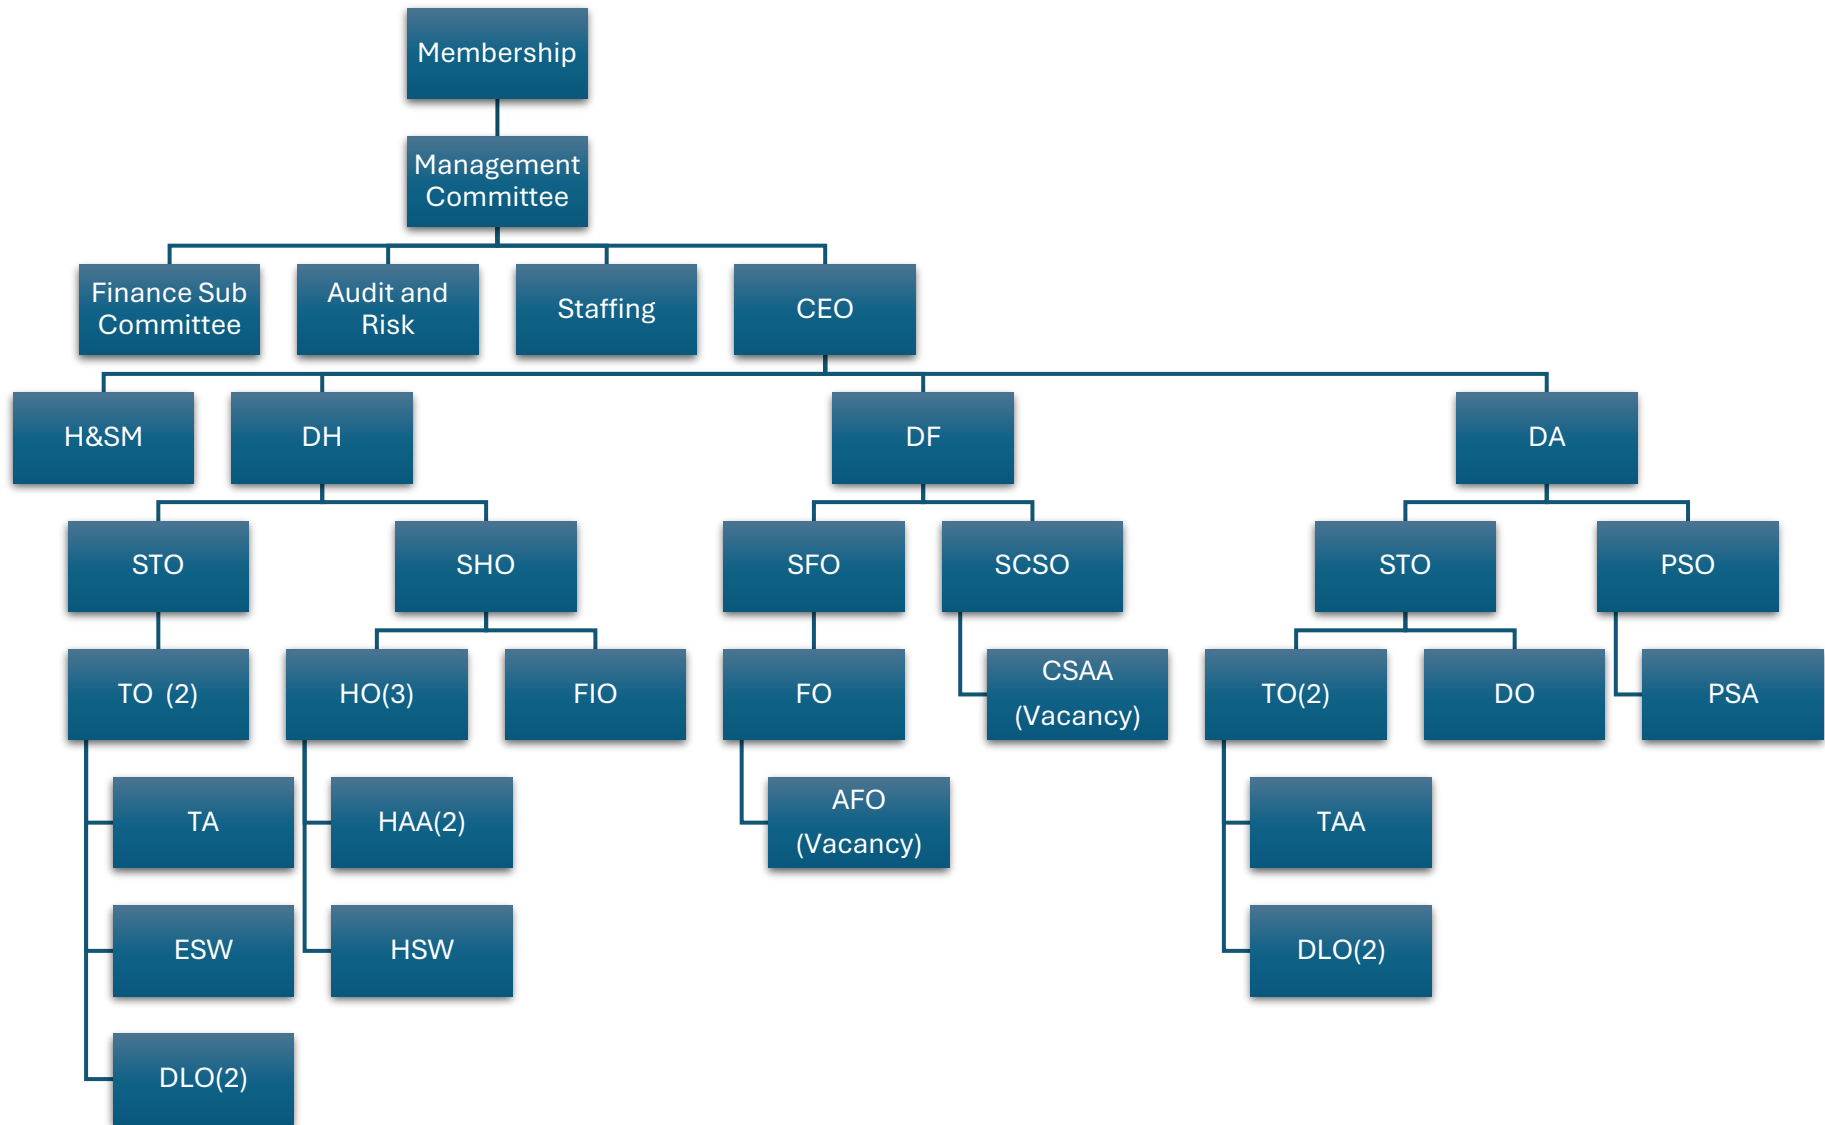 Membership
Management
Committee
Finance Sub
Committee
Audit and
Risk
Staffing
CEO
H&SM
DH
DF
DA
STO
SHO
SFO
SCSO
STO
PSO
TO (2)
HO(3)
FIO
FO
CSAA
(Vacancy)
TO(2)
DO
PSA
TA
HAA(2)
AFO
(Vacancy)
TAA
ESW
HSW
DLO(2)
DLO(2)